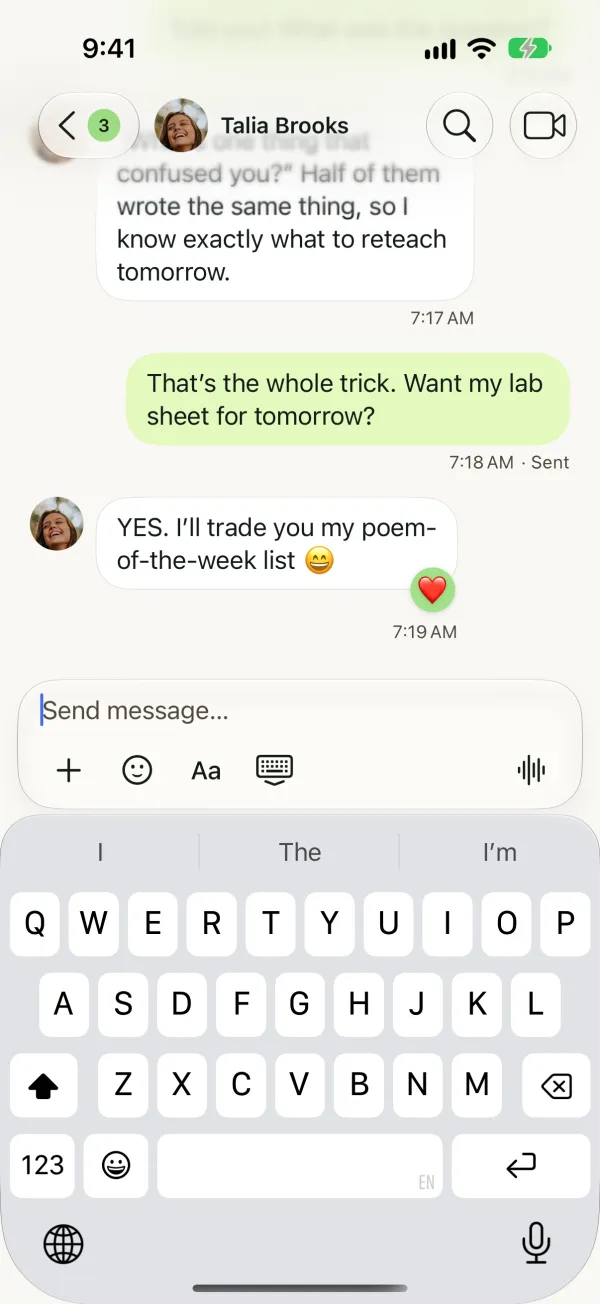 9:41
3
Talia Brooks
one thing that
confused you?” Half of them
wrote the same thing, so I
know exactly what to reteach
tomorrow.
7:17 AM
That’s the whole trick. Want my lab
sheet for tomorrow?
7:18 AM · Sent
YES. I’ll trade you my poem-
of-the-week list 😄
❤️
7:19 AM
Send message...
Aa
I The I’m
Q W E R T Y U I O P
A S D F G H J K L
Z X C V B N M
123
EN